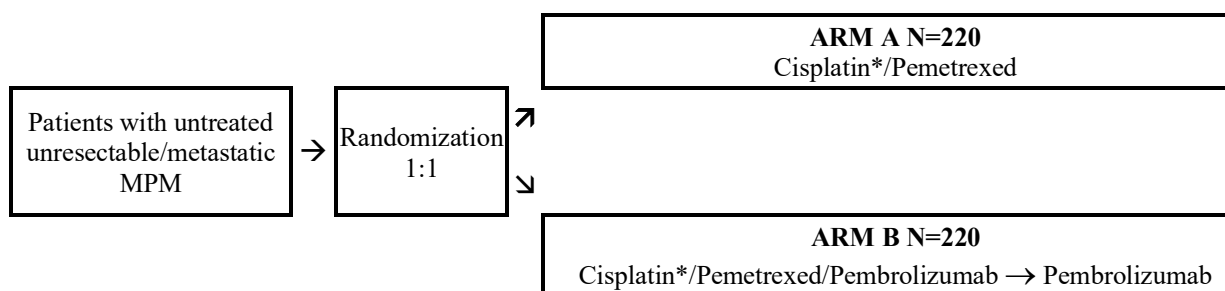 Patients with untreated
unresectable/metastatic
MPM
→
Randomization
1:1
ARM A N=220
Cisplatin*/Pemetrexed
ARM B N=220
Cisplatin*/Pemetrexed/Pembrolizumab → Pembrolizumab